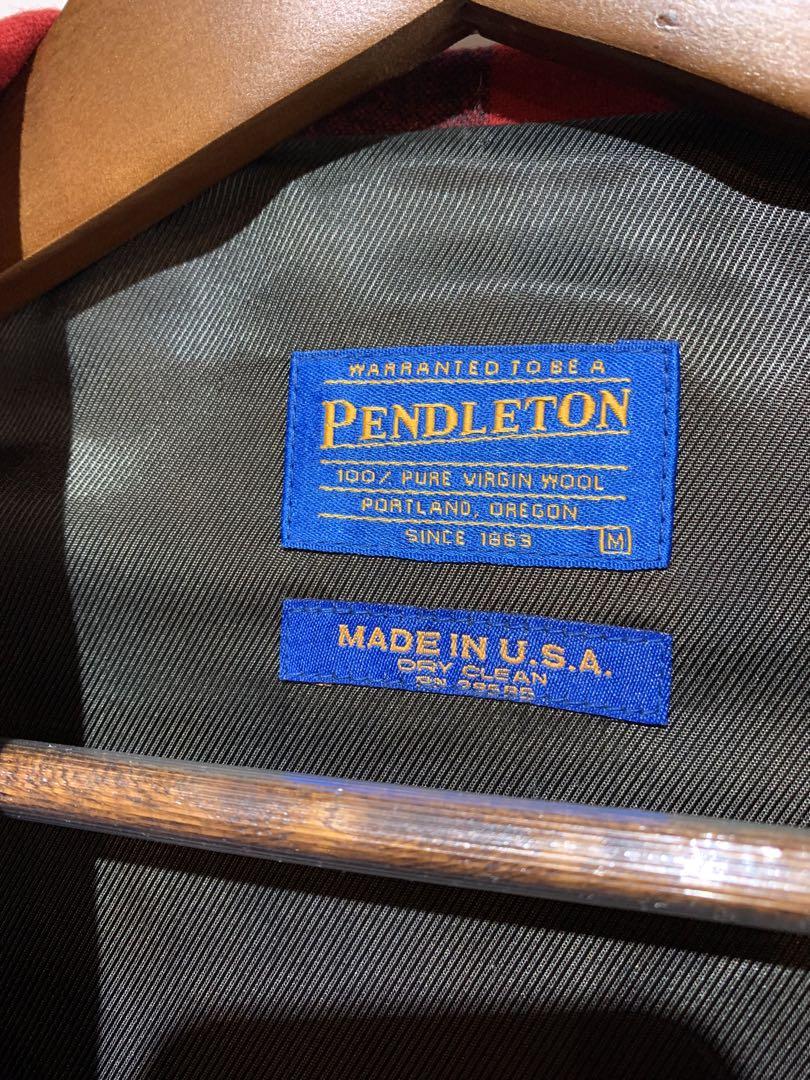 WARRANTED TO BE A
PENDLETON
100% PURE VIRGIN WOOL
PORTLAND, OREGON
SINCE 1863 M
MADE IN U.S.A.
DRY CLEAN